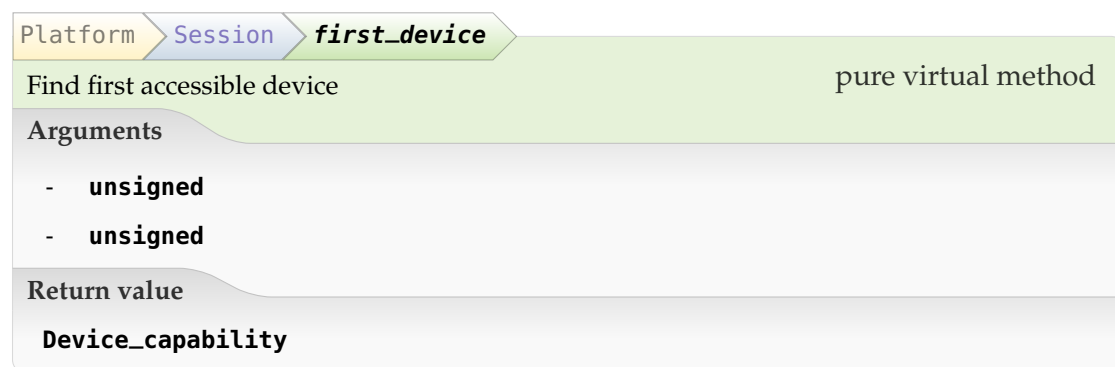 Platform Session first_device
Find first accessible device pure virtual method
Arguments
- unsigned
- unsigned
Return value
Device_capability